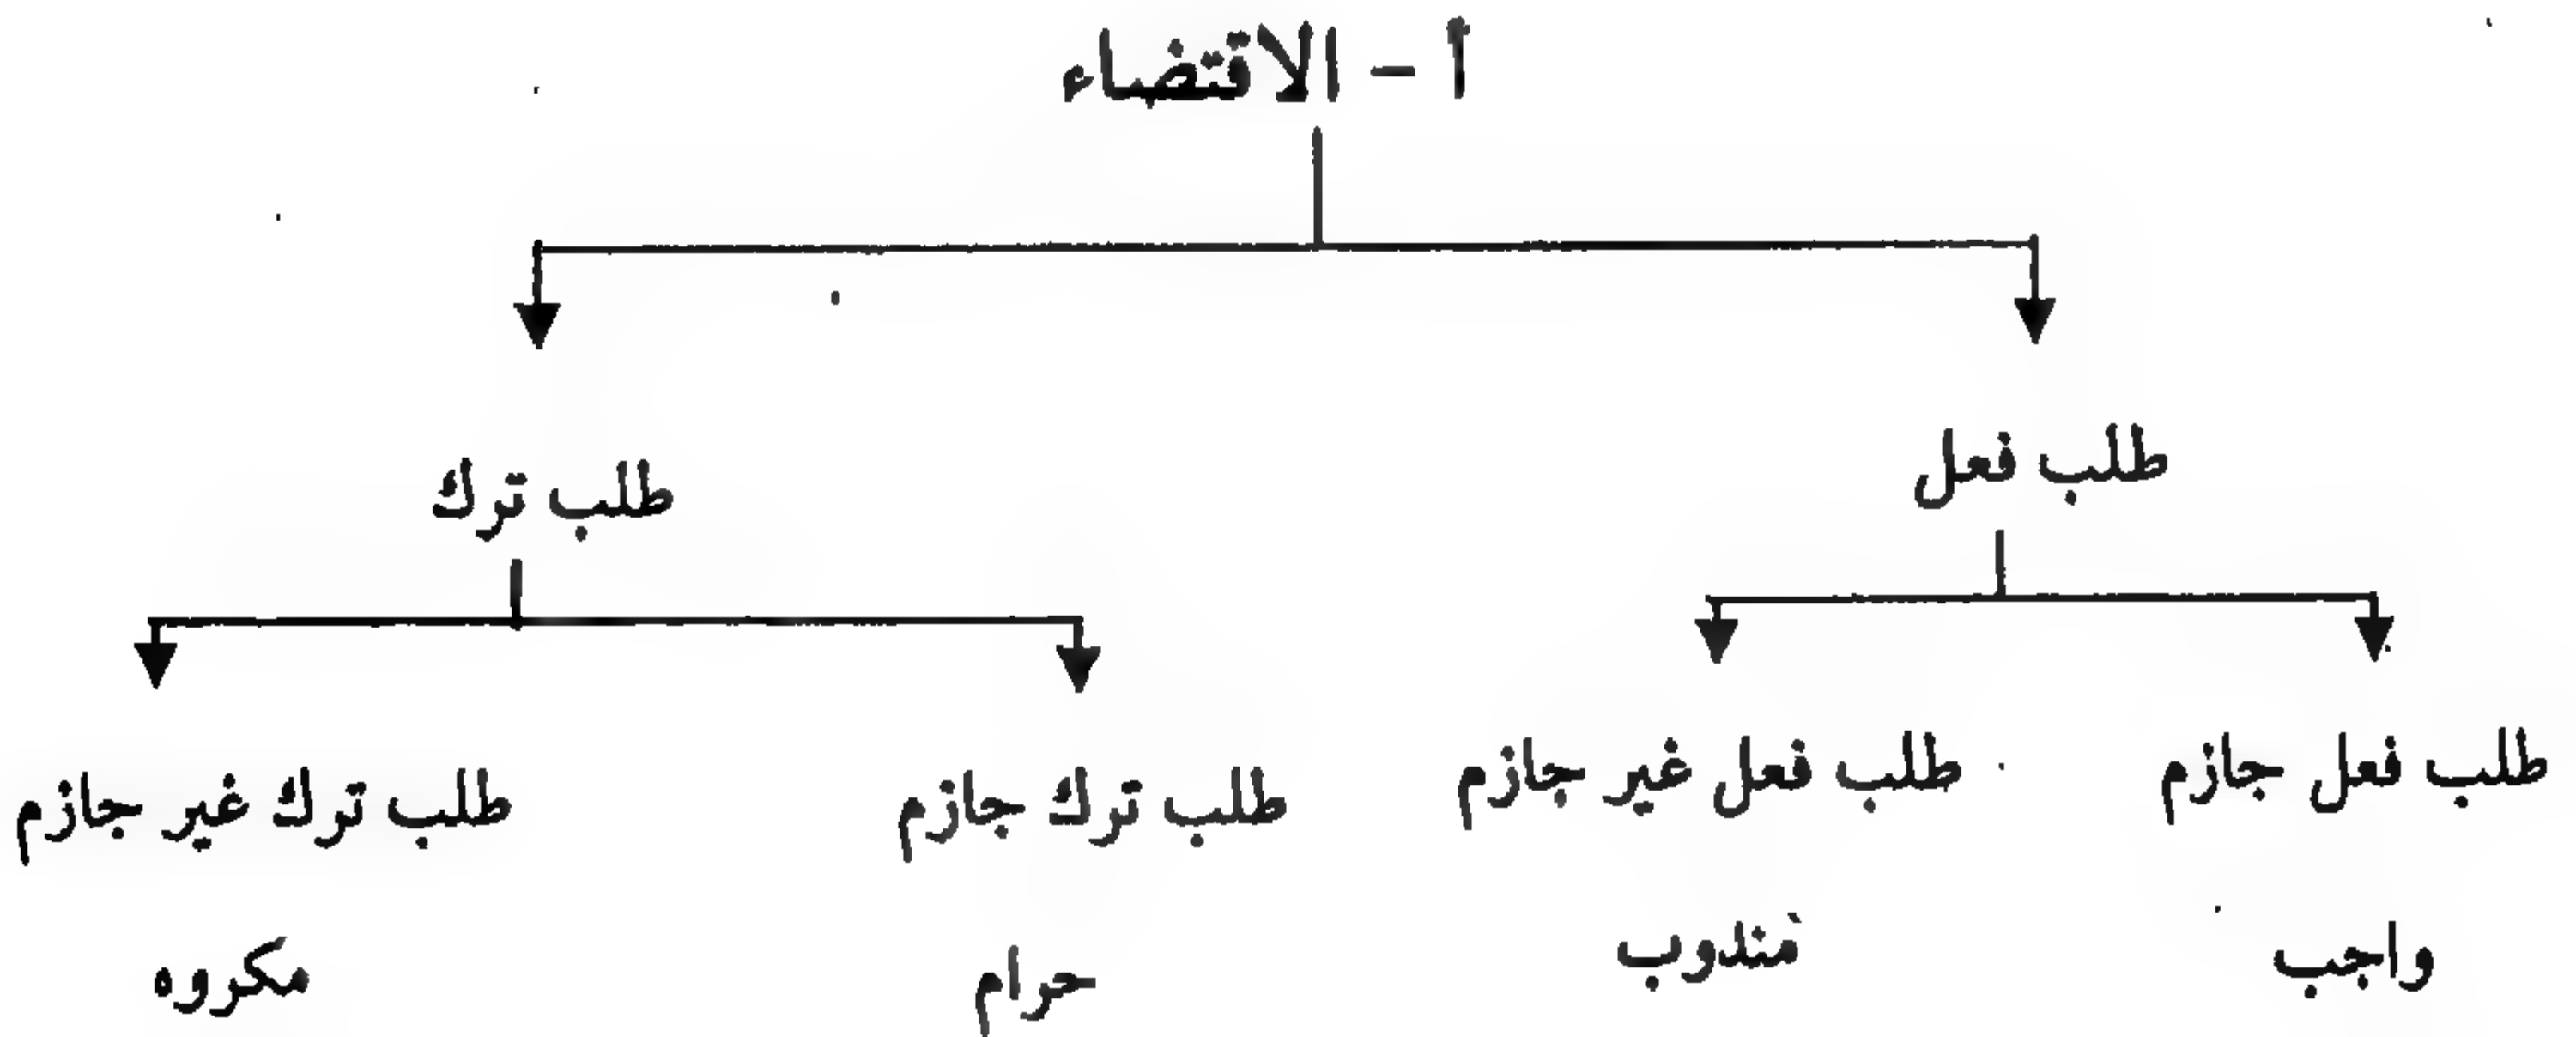 أ - الاقتضاء
طلب فعل
طلب ترك
طلب فعل جازم
طلب فعل غير جازم
طلب ترك جازم
طلب ترك غير جازم
واجب
مندوب
حرام
مكروه